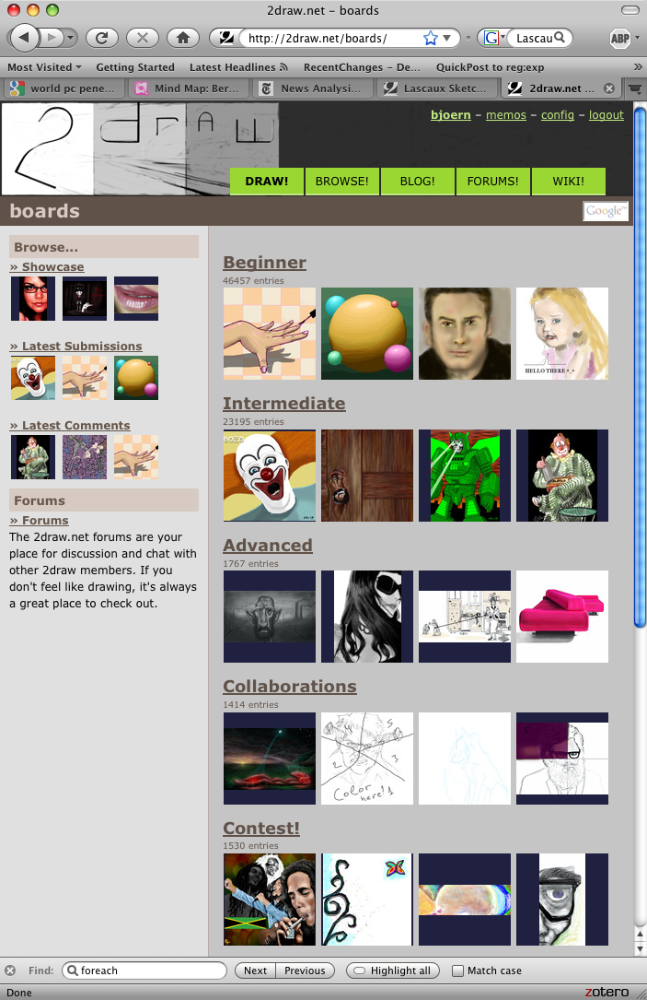 2draw.net – boards
http://2draw.net/boards/
Lascau
ABP
Most Visited
Getting Started
Latest Headlines
RecentChanges – De...
QuickPost to reg:exp
»
world pc pene...
Mind Map: Ber...
News Analysi...
Lascaux Sketc...
2draw.net ...
2draw
bjoern – memos – config – logout
DRAW!
BROWSE!
BLOG!
FORUMS!
WIKI!
boards
Google™
Browse...
» Showcase
» Latest Submissions
» Latest Comments
Forums
» Forums
The 2draw.net forums are your
place for discussion and chat with
other 2draw members. If you
don't feel like drawing, it's always
a great place to check out.
Beginner
46457 entries
HELLO THERE ^ ^
Intermediate
23195 entries
BOZO
Advanced
1767 entries
Collaborations
1414 entries
5
2
3
Color
here! 1
Contest!
1530 entries
Find:
foreach
Next
Previous
Highlight all
Match case
Done
zotero